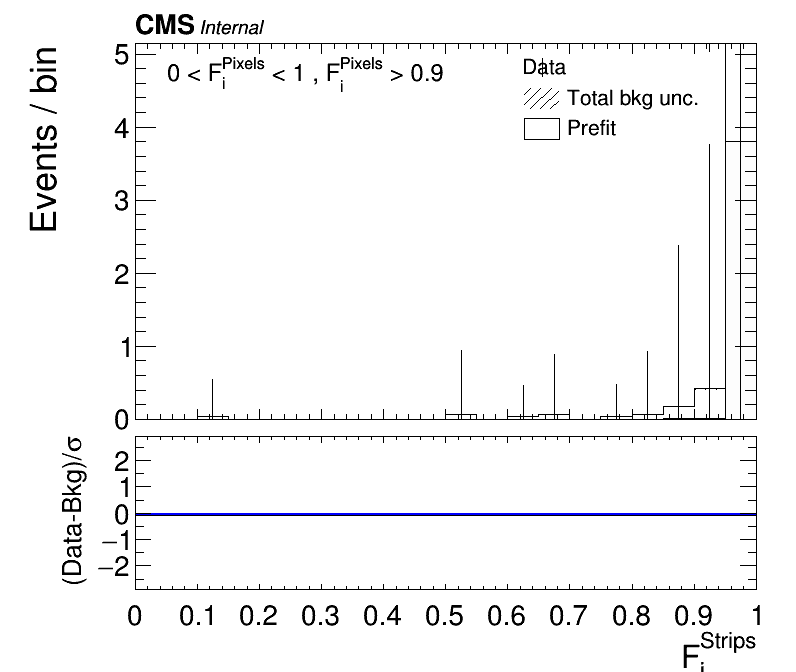 CMS Internal
0 < F_i^Pixels < 1 , F_i^Pixels > 0.9
Data
Total bkg unc.
Prefit
Events / bin
5
4
3
2
1
0
(Data-Bkg)/σ
2
1
0
−1
−2
0 0.1 0.2 0.3 0.4 0.5 0.6 0.7 0.8 0.9 1
F_i^Strips